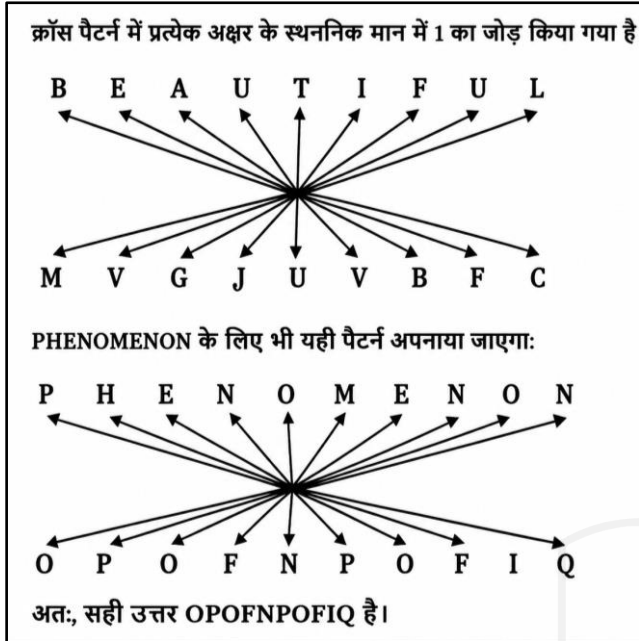 क्रॉस पैटर्न में प्रत्येक अक्षर के स्थननिक मान में 1 का जोड़ किया गया है
B E A U T I F U L
M V G J U V B F C
PHENOMENON के लिए भी यही पैटर्न अपनाया जाएगा:
P H E N O M E N O N
O P O F N P O F I Q
अतः, सही उत्तर OPOFNPOFIQ है।